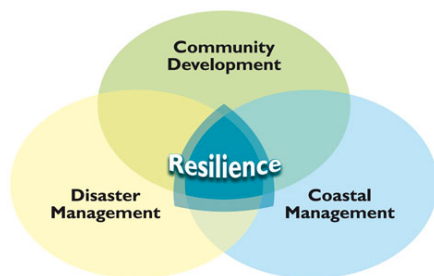 Community
Development
Resilience
Disaster
Management
Coastal
Management